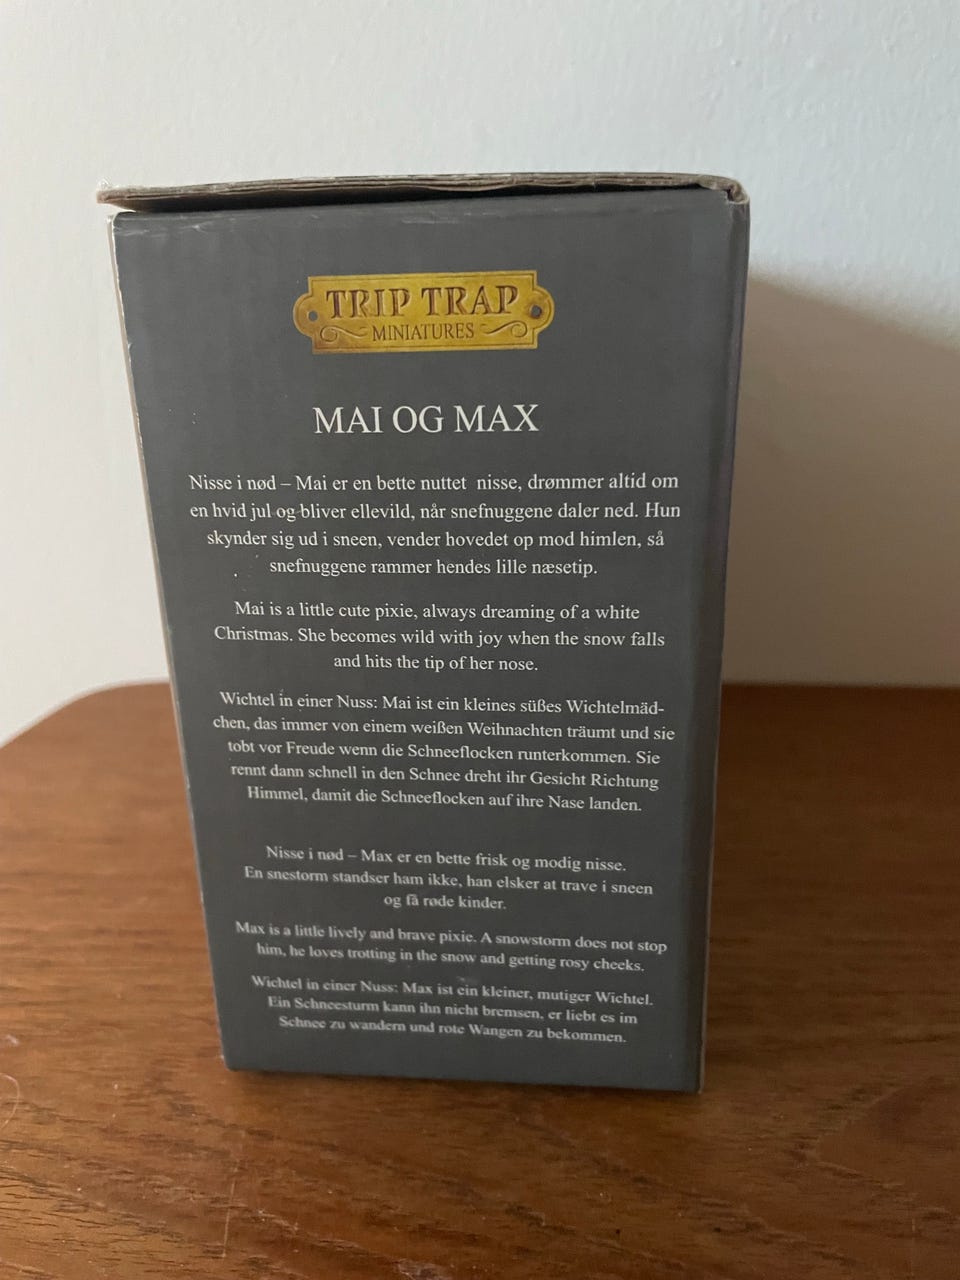 TRIP TRAP
MINIATURES
MAI OG MAX
Nisse i nød – Mai er en bette nuttet nisse, drømmer altid om
en hvid jul og bliver ellevild, når snefnuggene daler ned. Hun
skynder sig ud i sneen, vender hovedet op mod himlen, så
snefnuggene rammer hendes lille næsetip.
Mai is a little cute pixie, always dreaming of a white
Christmas. She becomes wild with joy when the snow falls
and hits the tip of her nose.
Wichtel in einer Nuss: Mai ist ein kleines süßes Wichtelmäd-
chen, das immer von einem weißen Weihnachten träumt und sie
tobt vor Freude wenn die Schneeflocken runterkommen. Sie
rennt dann schnell in den Schnee dreht ihr Gesicht Richtung
Himmel, damit die Schneeflocken auf ihre Nase landen.
Nisse i nød – Max er en bette frisk og modig nisse.
En snestorm standser ham ikke, han elsker at trave i sneen
og få røde kinder.
Max is a little lively and brave pixie. A snowstorm does not stop
him, he loves trotting in the snow and getting rosy cheeks.
Wichtel in einer Nuss: Max ist ein kleiner, mutiger Wichtel.
Ein Schneesturm kann ihn nicht bremsen, er liebt es im
Schnee zu wandern und rote Wangen zu bekommen.